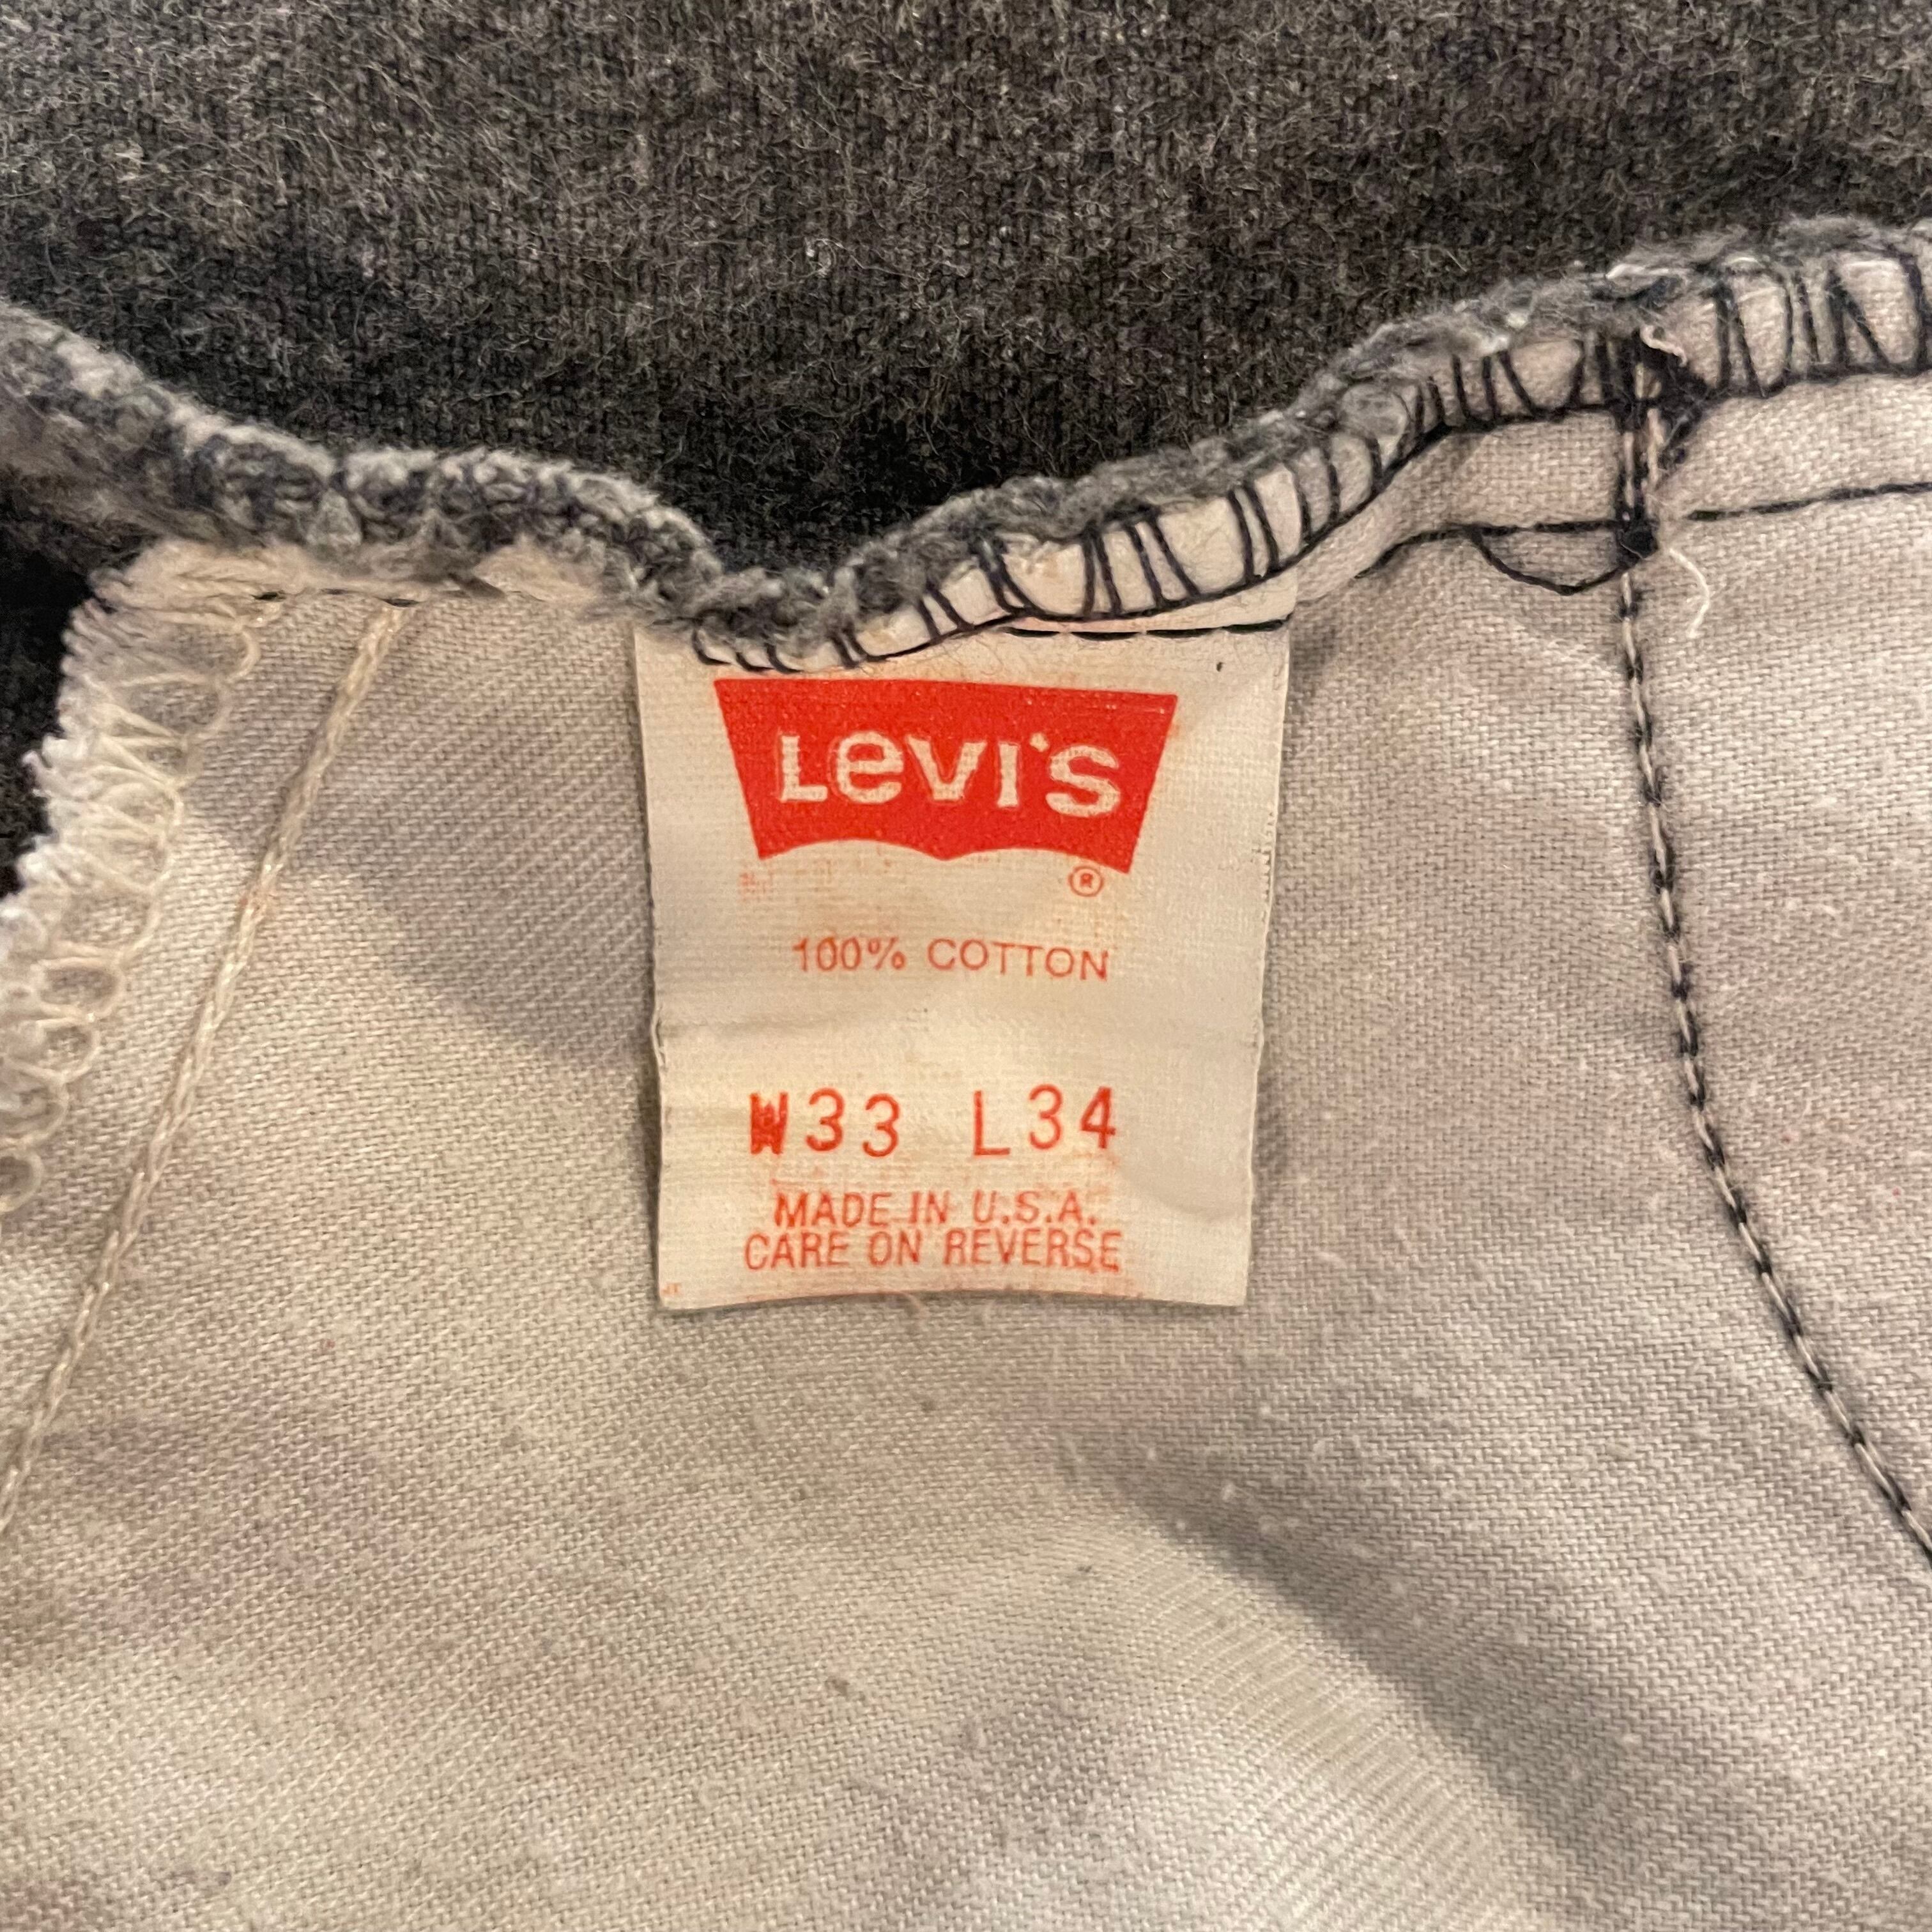 Levi's
®
100% COTTON
W33 L34
MADE IN U.S.A.
CARE ON REVERSE